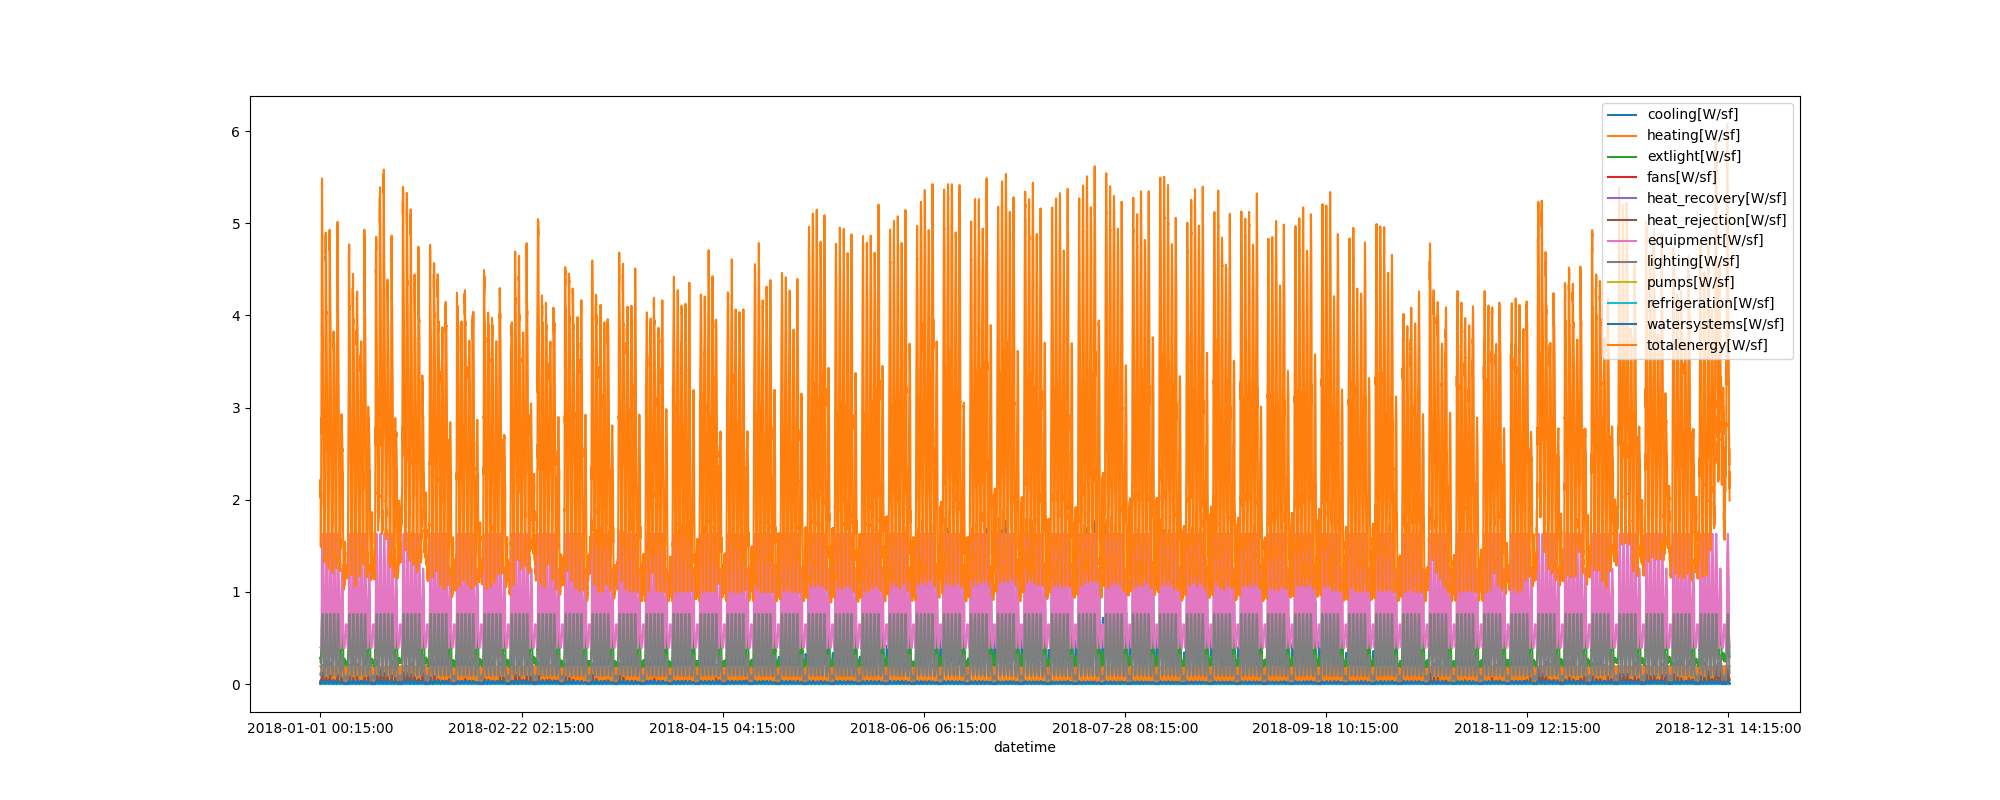 6
5
4
3
2
1
0
cooling[W/sf]
heating[W/sf]
extlight[W/sf]
fans[W/sf]
heat_recovery[W/sf]
heat_rejection[W/sf]
equipment[W/sf]
lighting[W/sf]
pumps[W/sf]
refrigeration[W/sf]
watersystems[W/sf]
totalenergy[W/sf]
2018-01-01 00:15:00 2018-02-22 02:15:00 2018-04-15 04:15:00 2018-06-06 06:15:00 2018-07-28 08:15:00 2018-09-18 10:15:00 2018-11-09 12:15:00 2018-12-31 14:15:00
datetime